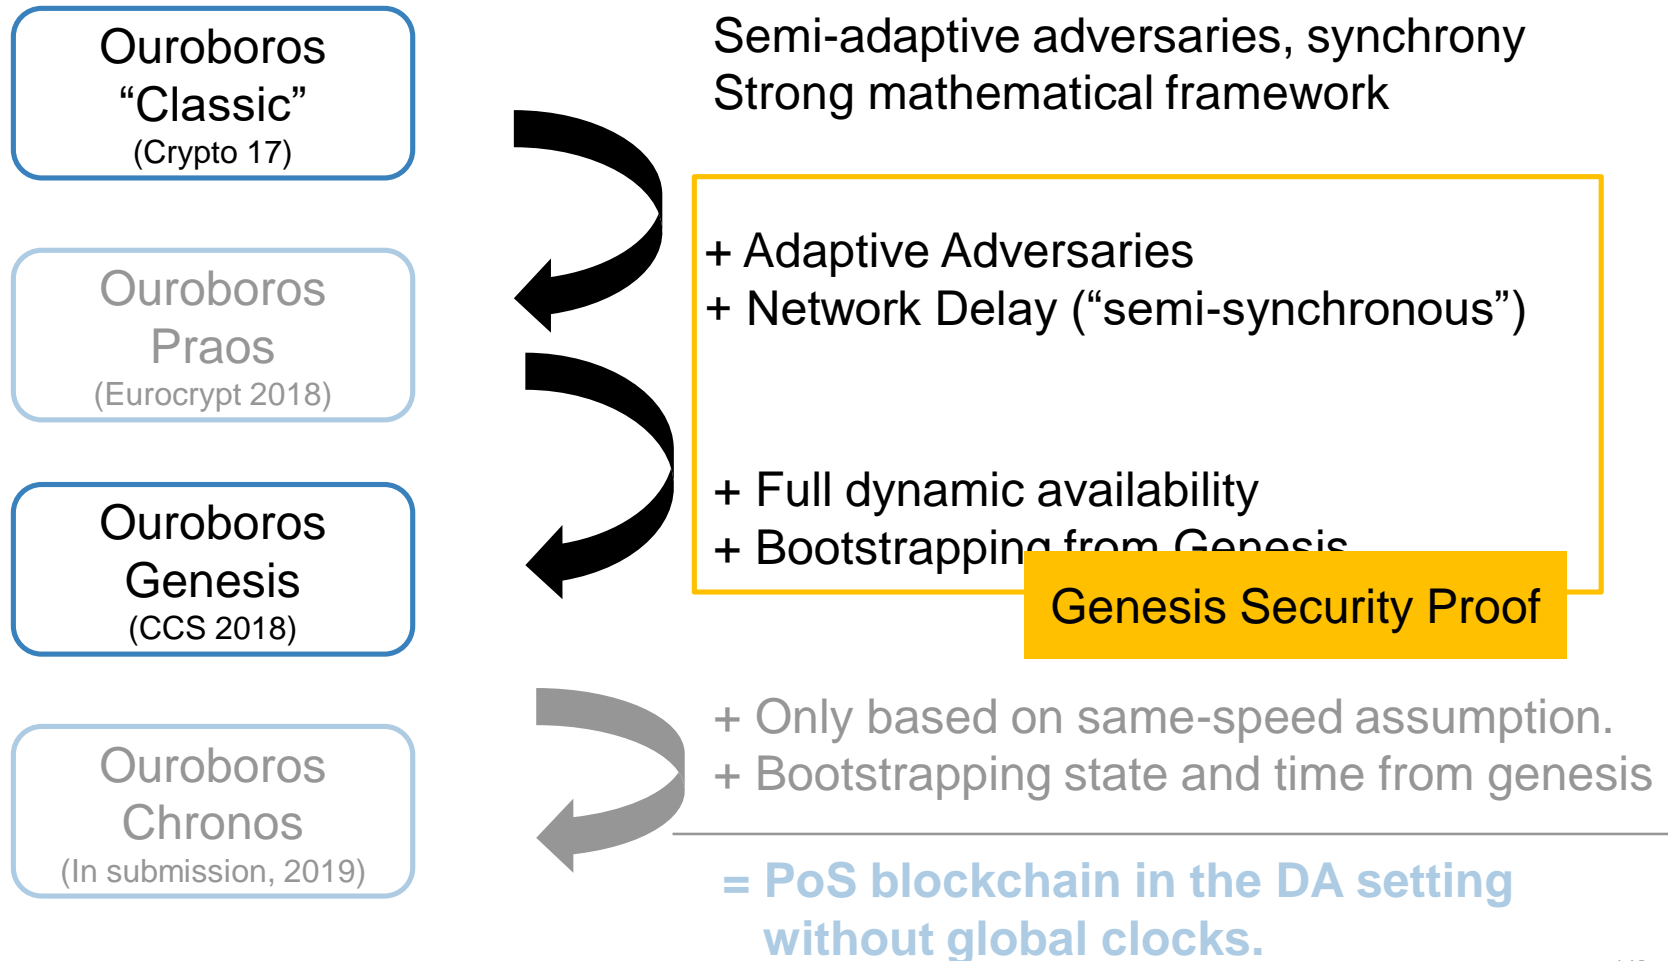 Ouroboros
“Classic”
(Crypto 17)
Semi-adaptive adversaries, synchrony
Strong mathematical framework
Ouroboros
Praos
(Eurocrypt 2018)
+ Adaptive Adversaries
+ Network Delay (“semi-synchronous”)
Ouroboros
Genesis
(CCS 2018)
+ Full dynamic availability
+ Bootstrapping from Genesis
Genesis Security Proof
Ouroboros
Chronos
(In submission, 2019)
+ Only based on same-speed assumption.
+ Bootstrapping state and time from genesis
= PoS blockchain in the DA setting
without global clocks.